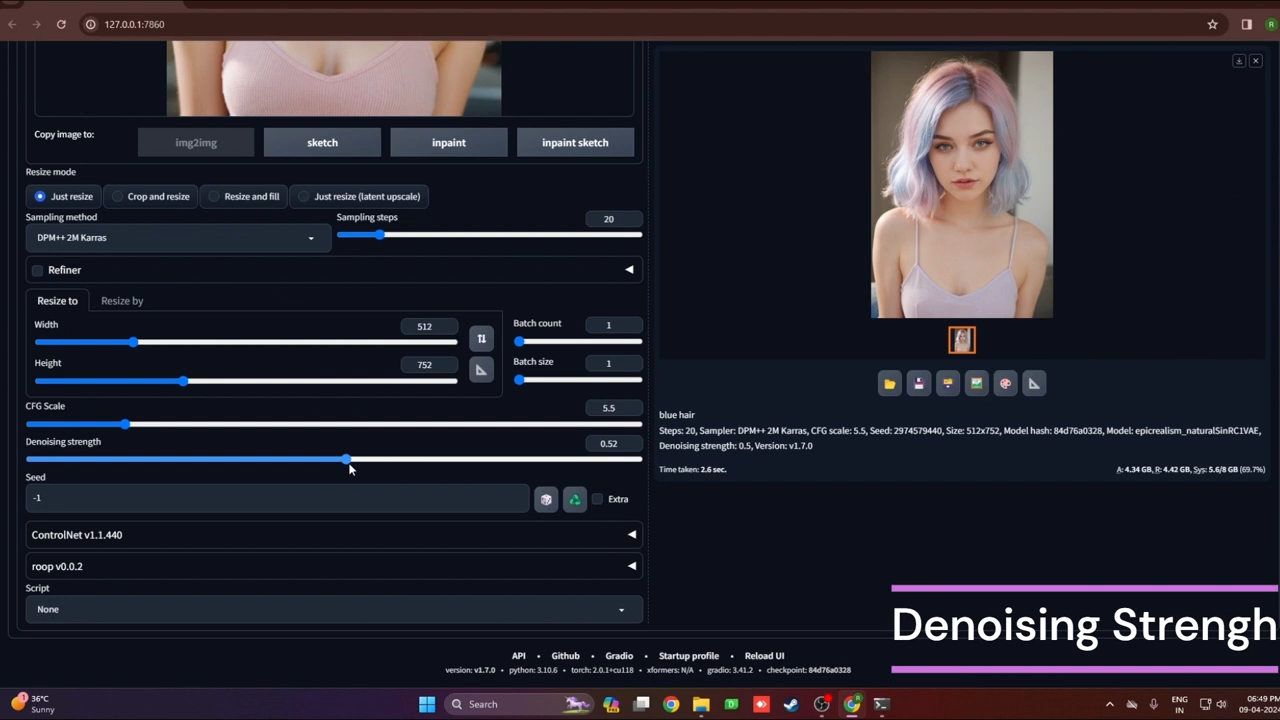 127.0.0.1:7860
R
Copy image to:
img2img
sketch
inpaint
inpaint sketch
Resize mode
Just resize
Crop and resize
Resize and fill
Just resize (latent upscale)
Sampling method
Sampling steps
20
DPM++ 2M Karras
Refiner
Resize to
Resize by
Width
512
Batch count
1
Height
752
Batch size
1
CFG Scale
5.5
Denoising strength
0.52
Seed
-1
Extra
ControlNet v1.1.440
roop v0.0.2
Script
None
blue hair
Steps: 20, Sampler: DPM++ 2M Karras, CFG scale: 5.5, Seed: 2974579440, Size: 512x752, Model hash: 84d76a0328, Model: epicrealism_naturalSinRC1VAE,
Denoising strength: 0.5, Version: v1.7.0
Time taken: 2.6 sec.
A: 4.34 GB, R: 4.42 GB, Sys: 5.6/8 GB (69.7%)
Denoising Strengh
API • Github • Gradio • Startup profile • Reload UI
version: v1.7.0 • python: 3.10.6 • torch: 2.0.1+cu118 • xformers: N/A • gradio: 3.41.2 • checkpoint: 84d76a0328
1
36°C
Sunny
Search
ENG
IN
06:49 PM
09-04-2024